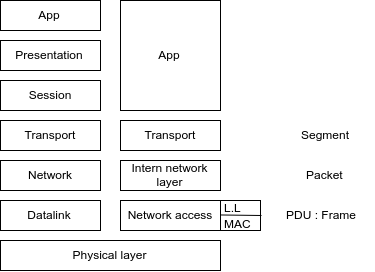 App
App
Presentation
Session
Transport
Transport
Segment
Network
Intern network
layer
Packet
Datalink
Network access
L.L
MAC
PDU : Frame
Physical layer